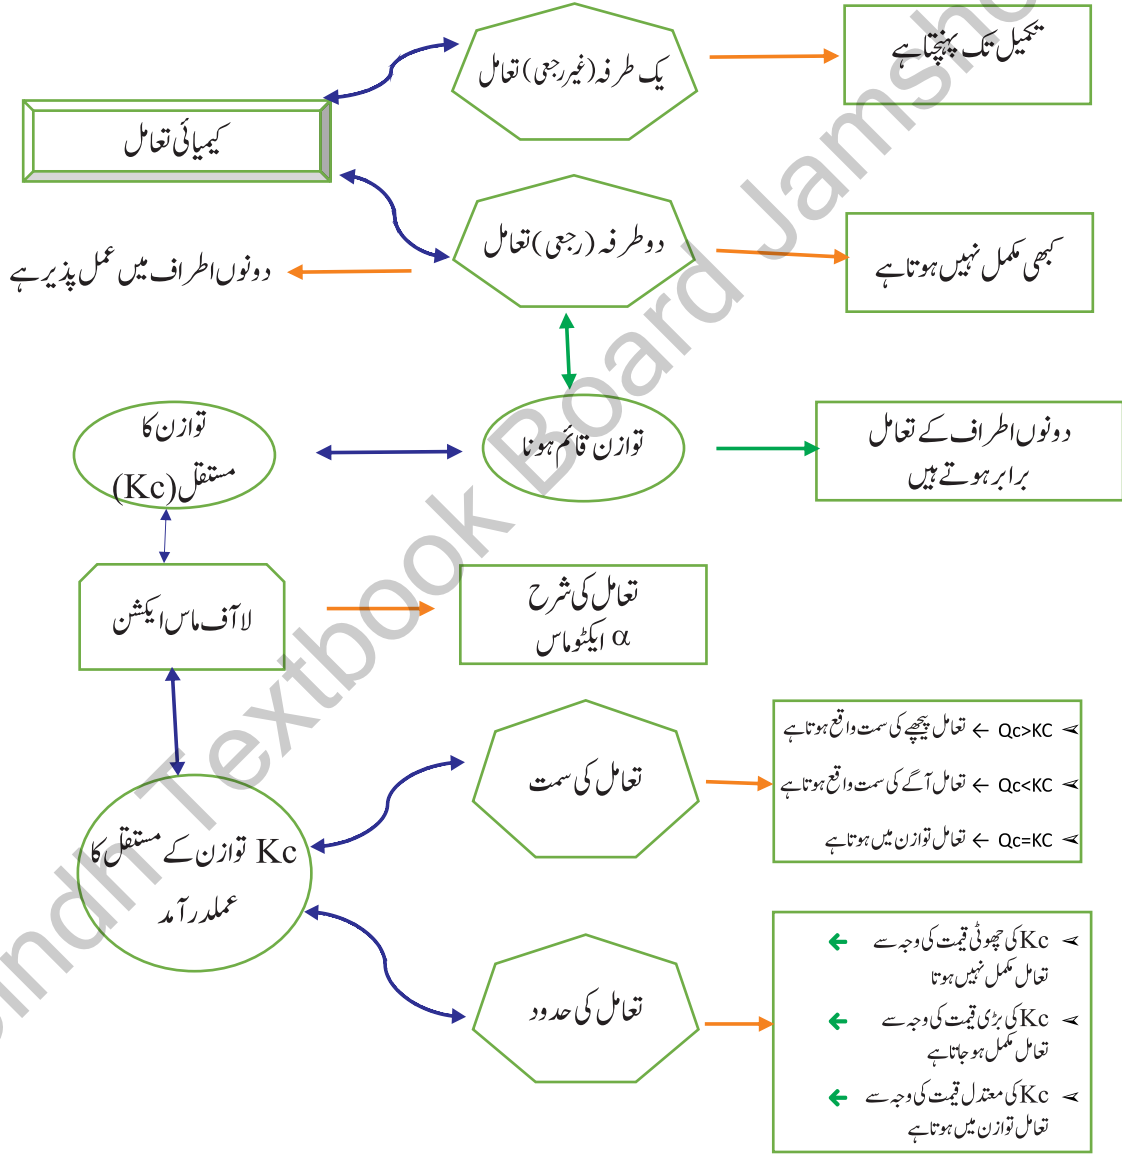 یک طرفہ (غیر رجعی) تعامل
تکمیل تک پہنچتا ہے
کیمیائی تعامل
دو طرفہ (رجعی) تعامل
کبھی مکمل نہیں ہوتا ہے
دونوں اطراف میں عمل پذیر ہے
توازن قائم ہونا
دونوں اطراف کے تعامل
برابر ہوتے ہیں
توازن کا
مستقل (Kc)
لا آف ماس ایکشن
تعامل کی شرح
α ایکٹو ماس
تعامل کی سمت
➢ Qc>KC ← تعامل پیچھے کی سمت واقع ہوتا ہے
➢ Qc<KC ← تعامل آگے کی سمت واقع ہوتا ہے
➢ Qc=KC ← تعامل توازن میں ہوتا ہے
Kc توازن کے مستقل کا
عملدرآمد
تعامل کی حدود
➢ Kc کی چھوٹی قیمت کی وجہ سے ←
تعامل مکمل نہیں ہوتا
➢ Kc کی بڑی قیمت کی وجہ سے ←
تعامل مکمل ہو جاتا ہے
➢ Kc کی معتدل قیمت کی وجہ سے ←
تعامل توازن میں ہوتا ہے
Sindh Textbook Board Jamsho